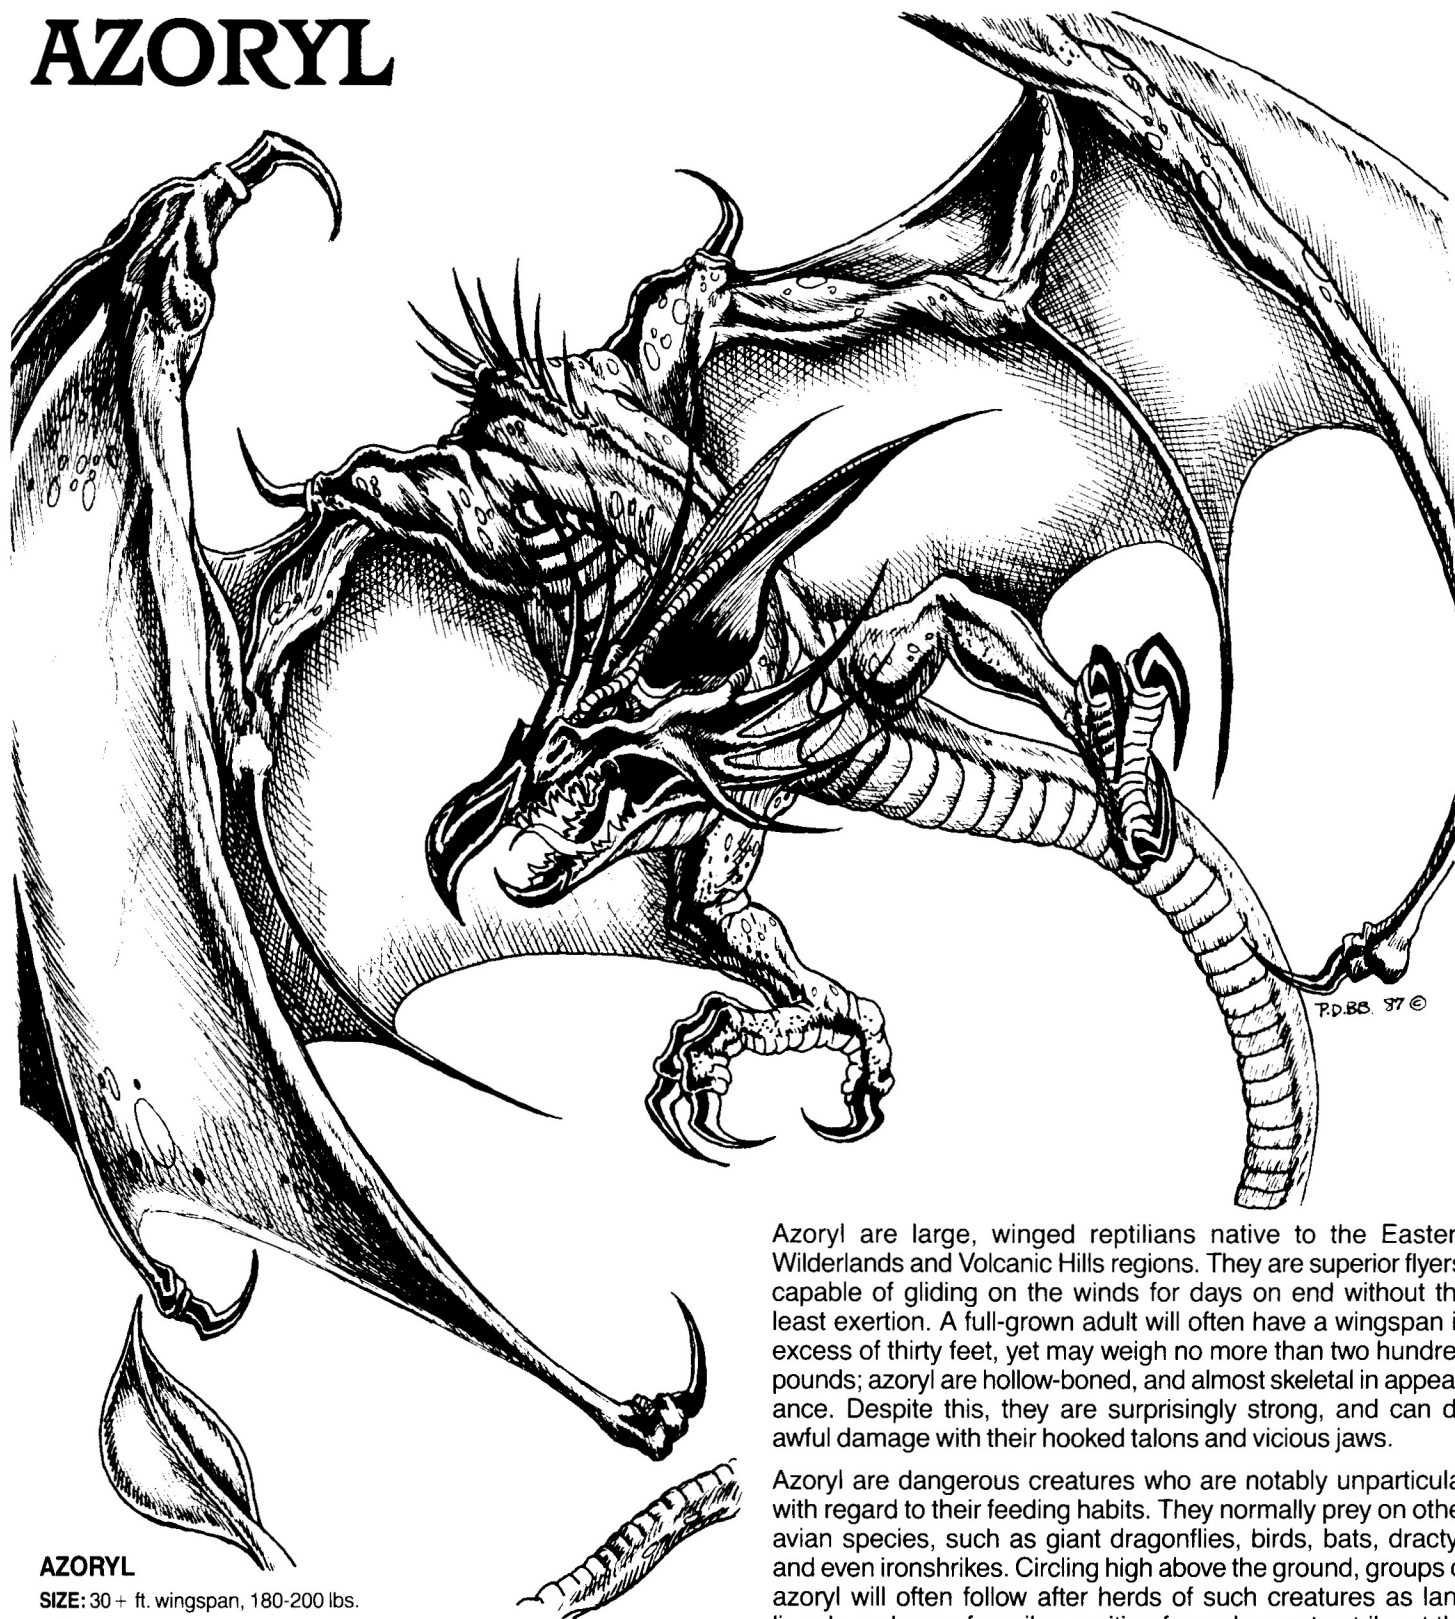 AZORYL
P.D.BB. 87 ©
Azoryl are large, winged reptilians native to the Easter
Wilderlands and Volcanic Hills regions. They are superior flyers
capable of gliding on the winds for days on end without th
least exertion. A full-grown adult will often have a wingspan i
excess of thirty feet, yet may weigh no more than two hundre
pounds; azoryl are hollow-boned, and almost skeletal in appea
ance. Despite this, they are surprisingly strong, and can d
awful damage with their hooked talons and vicious jaws.
Azoryl are dangerous creatures who are notably unparticula
with regard to their feeding habits. They normally prey on othe
avian species, such as giant dragonflies, birds, bats, dracty
and even ironshrikes. Circling high above the ground, groups o
azoryl will often follow after herds of such creatures as lan
AZORYL
SIZE: 30+ ft. wingspan, 180-200 lbs.